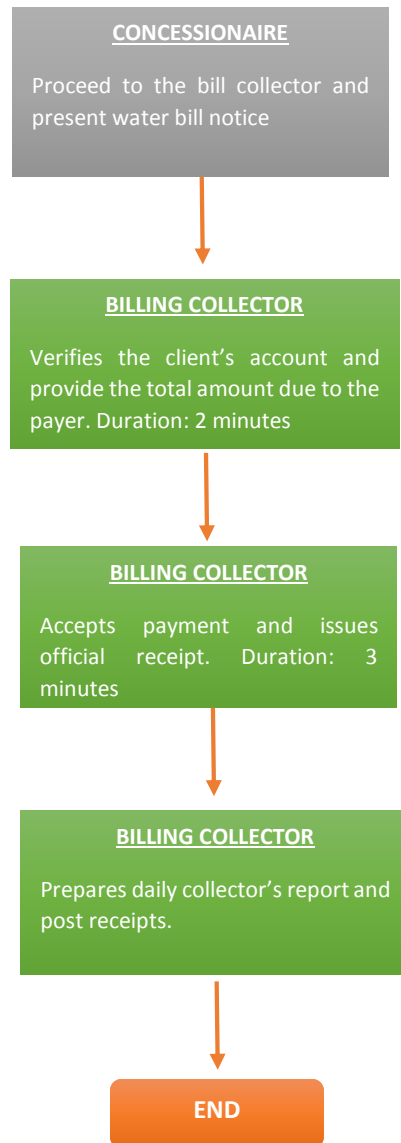 CONCESSIONAIRE
Proceed to the bill collector and
present water bill notice
BILLING COLLECTOR
Verifies the client's account and
provide the total amount due to the
payer. Duration: 2 minutes
BILLING COLLECTOR
Accepts payment and issues
official receipt. Duration: 3
minutes
BILLING COLLECTOR
Prepares daily collector's report and
post receipts.
END